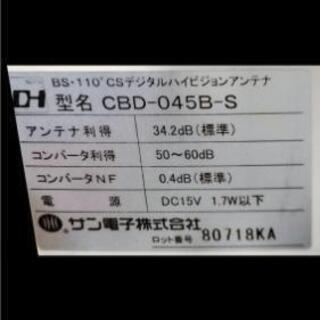 BS・110°CSデジタルハイビジョンアンテナ
DH 型名 CBD-045B-S
アンテナ利得 34.2dB(標準)
コンバータ利得 50～60dB
コンバータNF 0.4dB(標準)
電源 DC15V 1.7W以下
サン電子株式会社
ロット番号 80718KA